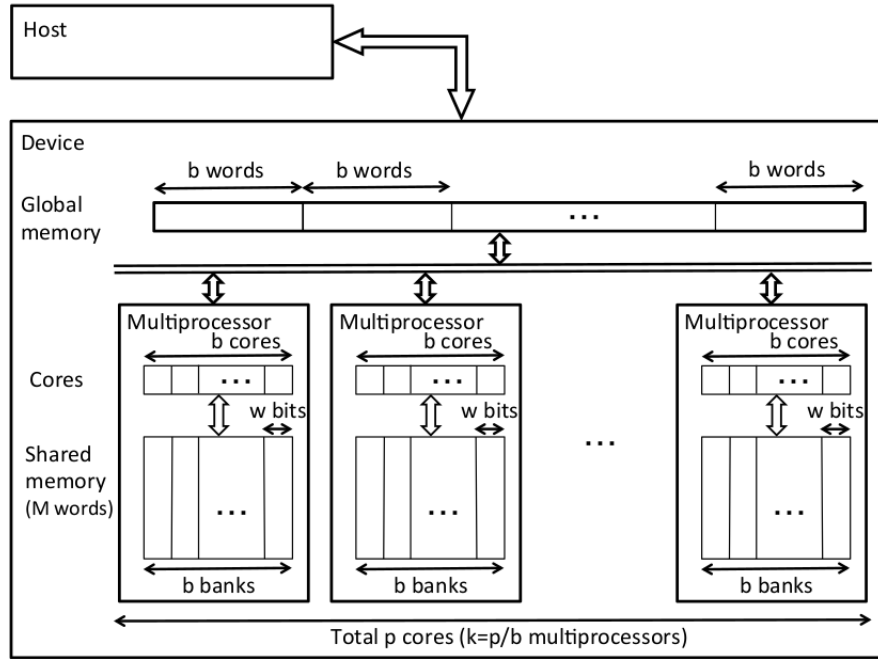 Host
Device
b words
b words
b words
Global
memory
...
Multiprocessor
Multiprocessor
Multiprocessor
b cores
b cores
b cores
Cores
...
...
...
w bits
w bits
w bits
Shared
memory
(M words)
...
...
...
...
b banks
b banks
b banks
Total p cores (k=p/b multiprocessors)